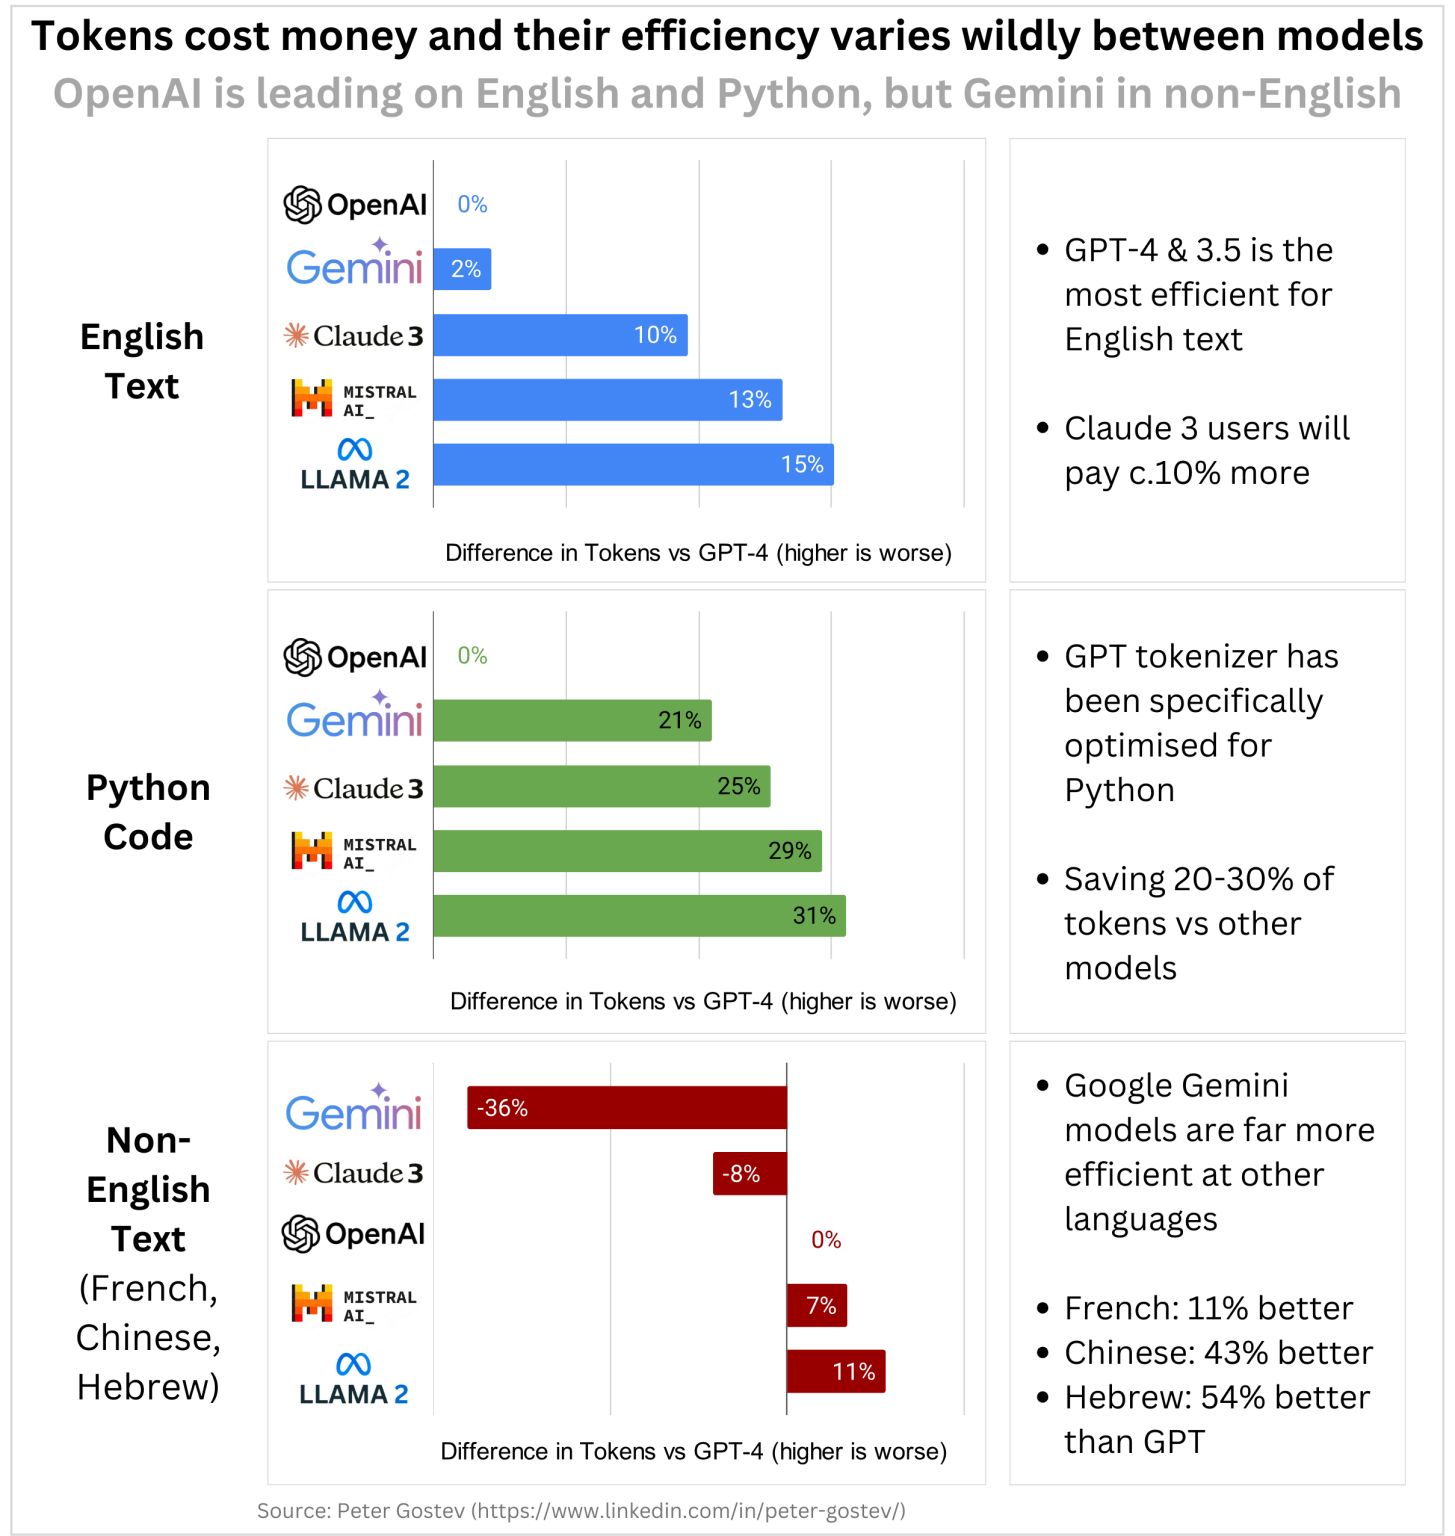 Tokens cost money and their efficiency varies wildly between models
OpenAI is leading on English and Python, but Gemini in non-English
English
Text
OpenAI
0%
Gemini
2%
Claude 3
10%
MISTRAL
AI_
13%
LLAMA 2
15%
Difference in Tokens vs GPT-4 (higher is worse)
• GPT-4 & 3.5 is the
most efficient for
English text
• Claude 3 users will
pay c.10% more
Python
Code
OpenAI
0%
Gemini
21%
Claude 3
25%
MISTRAL
AI_
29%
LLAMA 2
31%
Difference in Tokens vs GPT-4 (higher is worse)
• GPT tokenizer has
been specifically
optimised for
Python
• Saving 20-30% of
tokens vs other
models
Non-
English
Text
(French,
Chinese,
Hebrew)
Gemini
-36%
Claude 3
-8%
OpenAI
0%
MISTRAL
AI_
7%
LLAMA 2
11%
Difference in Tokens vs GPT-4 (higher is worse)
• Google Gemini
models are far more
efficient at other
languages
• French: 11% better
• Chinese: 43% better
• Hebrew: 54% better
than GPT
Source: Peter Gostev (https://www.linkedin.com/in/peter-gostev/)